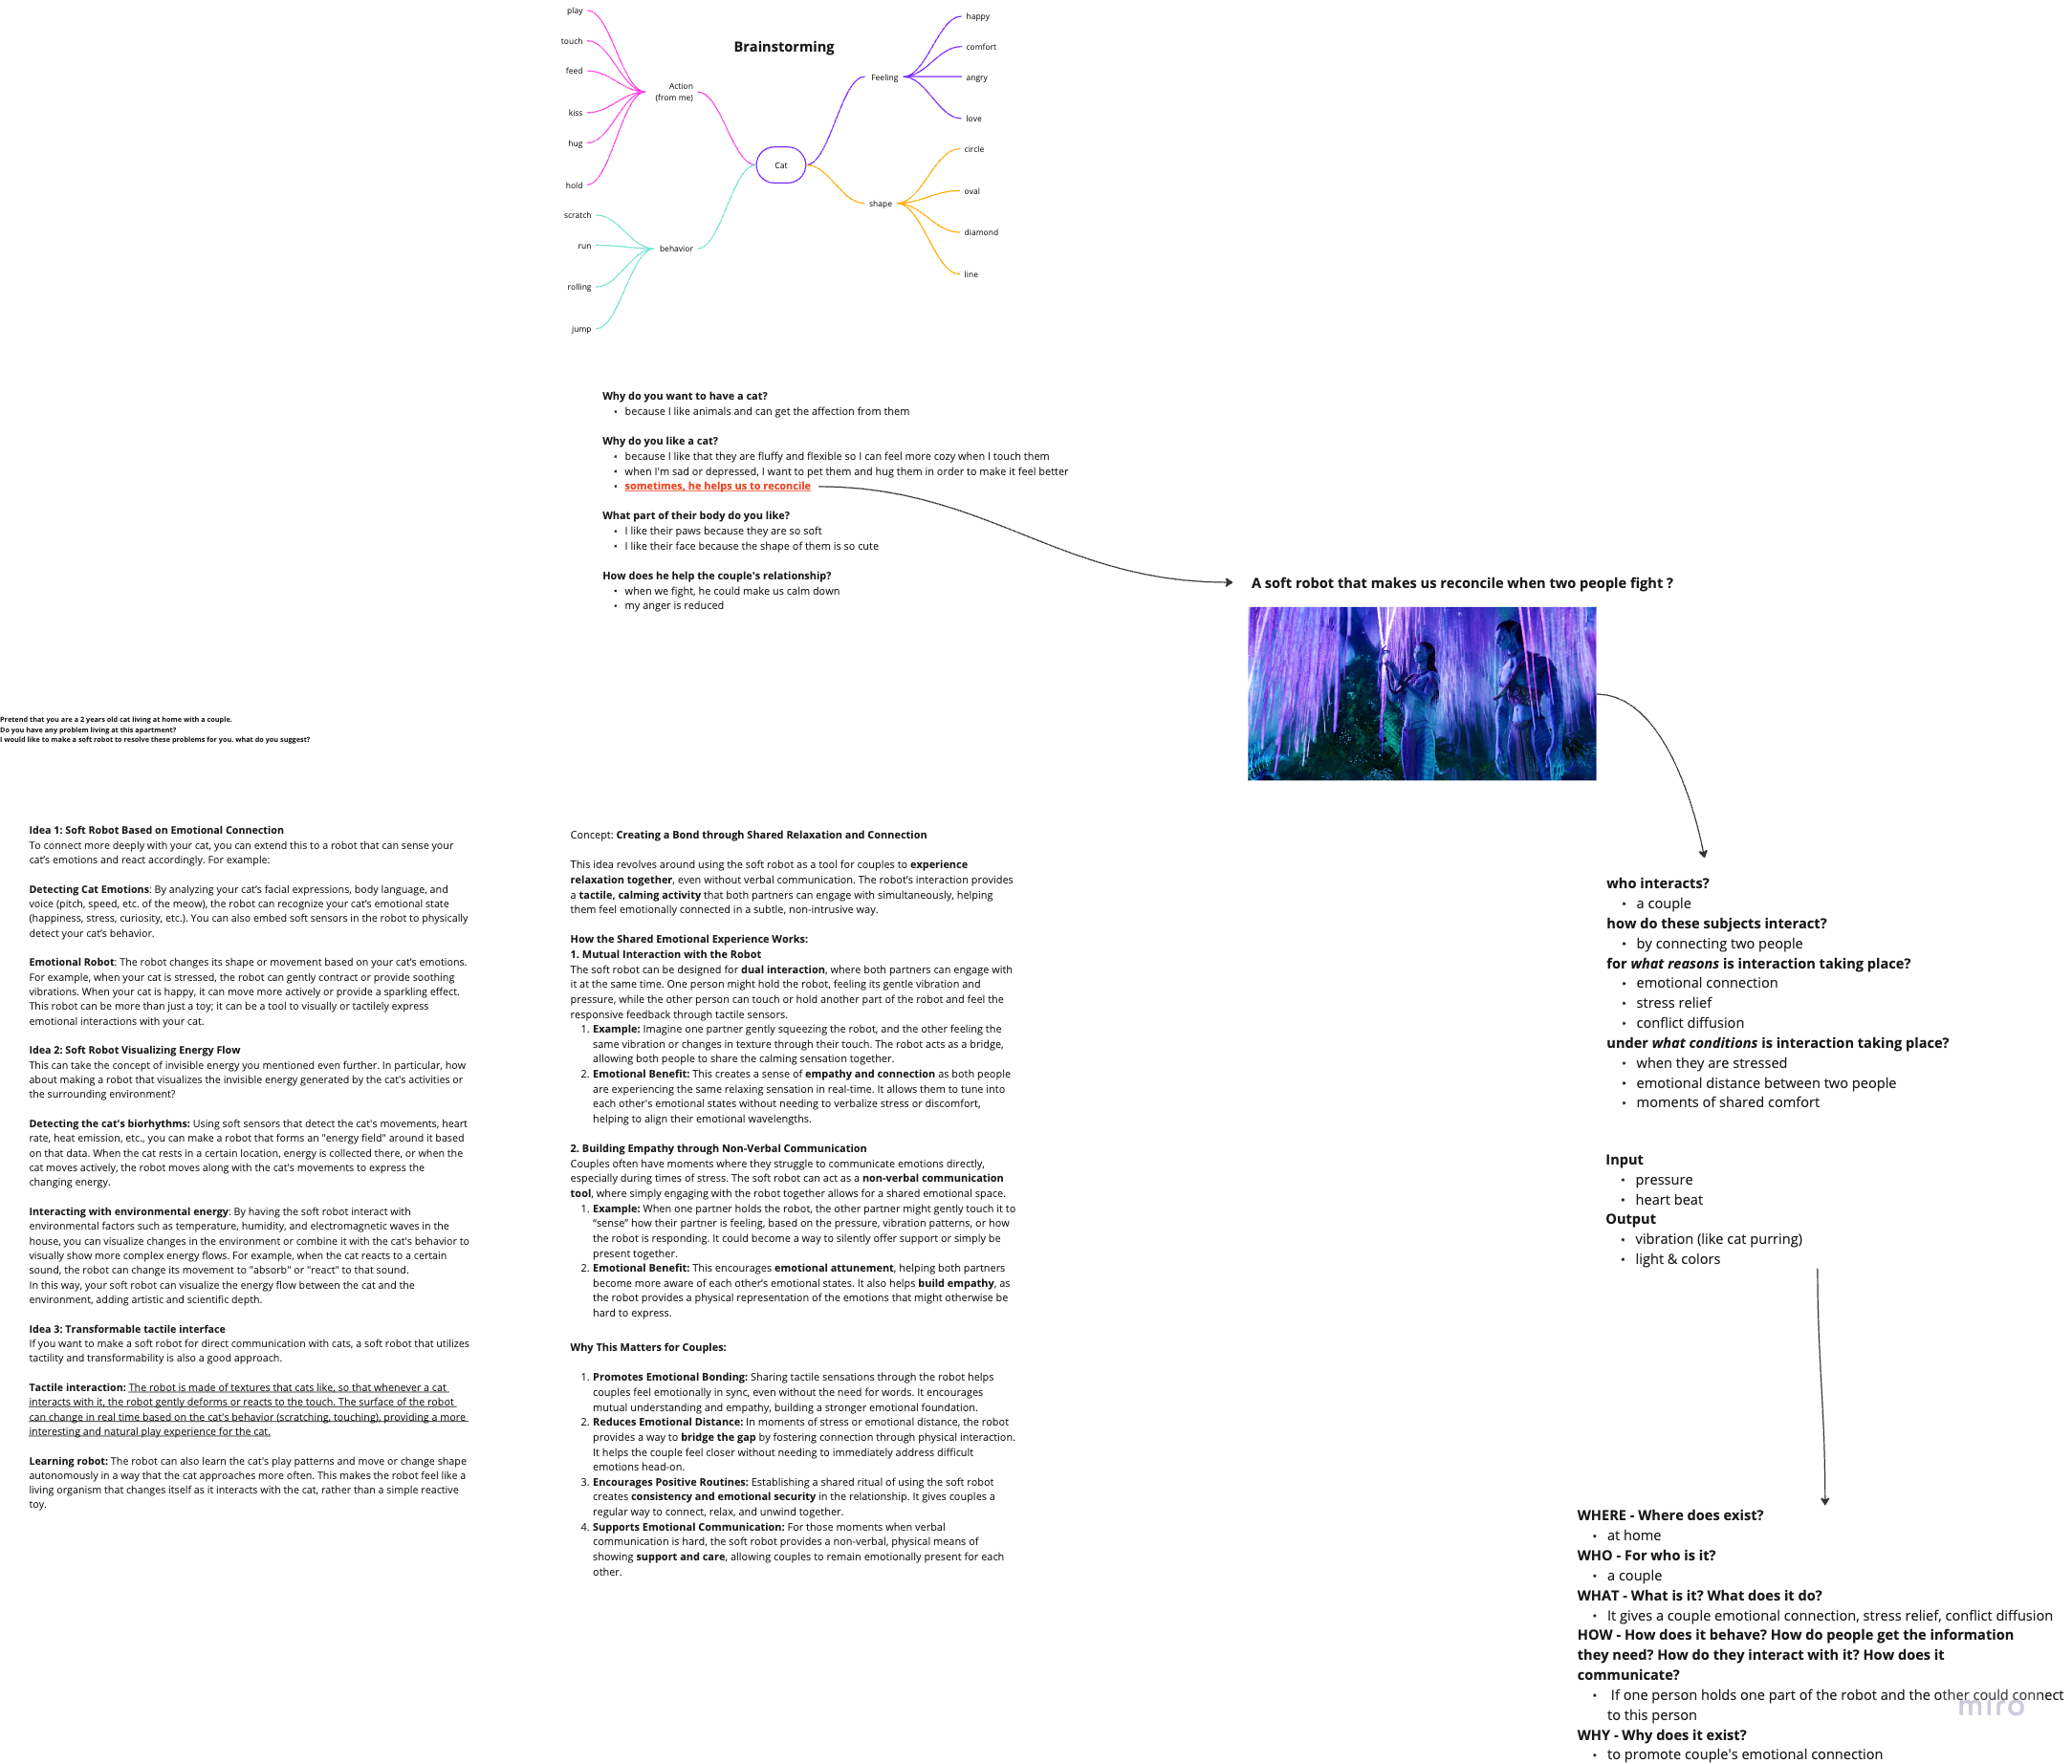 Brainstorming
play
touch
feed
kiss
hug
hold
Action
(from me)
scratch
run
rolling
jump
behavior
Cat
Feeling
happy
comfort
angry
love
shape
circle
oval
diamond
line
Why do you want to have a cat?
• because I like animals and can get the affection from them
Why do you like a cat?
• because I like that they are fluffy and flexible so I can feel more cozy when I touch them
• when I'm sad or depressed, I want to pet them and hug them in order to make it feel better
• sometimes, he helps us to reconcile
What part of their body do you like?
• I like their paws because they are so soft
• I like their face because the shape of them is so cute
How does he help the couple's relationship?
• when we fight, he could make us calm down
• my anger is reduced
A soft robot that makes us reconcile when two people fight ?
Pretend that you are a 2 years old cat living at home with a couple.
Do you have any problem living at this apartment?
I would like to make a soft robot to resolve these problems for you. what do you suggest?
Idea 1: Soft Robot Based on Emotional Connection
To connect more deeply with your cat, you can extend this to a robot that can sense your
cat's emotions and react accordingly. For example:
Detecting Cat Emotions: By analyzing your cat's facial expressions, body language, and
voice (pitch, speed, etc. of the meow), the robot can recognize your cat's emotional state
(happiness, stress, curiosity, etc.). You can also embed soft sensors in the robot to physically
detect your cat's behavior.
Emotional Robot: The robot changes its shape or movement based on your cat's emotions.
For example, when your cat is stressed, the robot can gently contract or provide soothing
vibrations. When your cat is happy, it can move more actively or provide a sparkling effect.
This robot can be more than just a toy; it can be a tool to visually or tactilely express
emotional interactions with your cat.
Idea 2: Soft Robot Visualizing Energy Flow
This can take the concept of invisible energy you mentioned even further. In particular, how
about making a robot that visualizes the invisible energy generated by the cat's activities or
the surrounding environment?
Detecting the cat's biorhythms: Using soft sensors that detect the cat's movements, heart
rate, heat emission, etc., you can make a robot that forms an "energy field" around it based
on that data. When the cat rests in a certain location, energy is collected there, or when the
cat moves actively, the robot moves along with the cat's movements to express the
changing energy.
Interacting with environmental energy: By having the soft robot interact with
environmental factors such as temperature, humidity, and electromagnetic waves in the
house, you can visualize changes in the environment or combine it with the cat's behavior to
visually show more complex energy flows. For example, when the cat reacts to a certain
sound, the robot can change its movement to "absorb" or "react" to that sound.
In this way, your soft robot can visualize the energy flow between the cat and the
environment, adding artistic and scientific depth.
Idea 3: Transformable tactile interface
If you want to make a soft robot for direct communication with cats, a soft robot that utilizes
tactility and transformability is also a good approach.
Tactile interaction: The robot is made of textures that cats like, so that whenever a cat
interacts with it, the robot gently deforms or reacts to the touch. The surface of the robot
can change in real time based on the cat's behavior (scratching, touching), providing a more
interesting and natural play experience for the cat.
Learning robot: The robot can also learn the cat's play patterns and move or change shape
autonomously in a way that the cat approaches more often. This makes the robot feel like a
living organism that changes itself as it interacts with the cat, rather than a simple reactive
toy.
Concept: Creating a Bond through Shared Relaxation and Connection
This idea revolves around using the soft robot as a tool for couples to experience
relaxation together, even without verbal communication. The robot's interaction provides
a tactile, calming activity that both partners can engage with simultaneously, helping
them feel emotionally connected in a subtle, non-intrusive way.
How the Shared Emotional Experience Works:
1. Mutual Interaction with the Robot
The soft robot can be designed for dual interaction, where both partners can engage with
it at the same time. One person might hold the robot, feeling its gentle vibration and
pressure, while the other person can touch or hold another part of the robot and feel the
responsive feedback through tactile sensors.
1. Example: Imagine one partner gently squeezing the robot, and the other feeling the
same vibration or changes in texture through their touch. The robot acts as a bridge,
allowing both people to share the calming sensation together.
2. Emotional Benefit: This creates a sense of empathy and connection as both people
are experiencing the same relaxing sensation in real-time. It allows them to tune into
each other's emotional states without needing to verbalize stress or discomfort,
helping to align their emotional wavelengths.
2. Building Empathy through Non-Verbal Communication
Couples often have moments where they struggle to communicate emotions directly,
especially during times of stress. The soft robot can act as a non-verbal communication
tool, where simply engaging with the robot together allows for a shared emotional space.
1. Example: When one partner holds the robot, the other partner might gently touch it to
“sense” how their partner is feeling, based on the pressure, vibration patterns, or how
the robot is responding. It could become a way to silently offer support or simply be
present together.
2. Emotional Benefit: This encourages emotional attunement, helping both partners
become more aware of each other's emotional states. It also helps build empathy, as
the robot provides a physical representation of the emotions that might otherwise be
hard to express.
Why This Matters for Couples:
1. Promotes Emotional Bonding: Sharing tactile sensations through the robot helps
couples feel emotionally in sync, even without the need for words. It encourages
mutual understanding and empathy, building a stronger emotional foundation.
2. Reduces Emotional Distance: In moments of stress or emotional distance, the robot
provides a way to bridge the gap by fostering connection through physical interaction.
It helps the couple feel closer without needing to immediately address difficult
emotions head-on.
3. Encourages Positive Routines: Establishing a shared ritual of using the soft robot
creates consistency and emotional security in the relationship. It gives couples a
regular way to connect, relax, and unwind together.
4. Supports Emotional Communication: For those moments when verbal
communication is hard, the soft robot provides a non-verbal, physical means of
showing support and care, allowing couples to remain emotionally present for each
other.
who interacts?
• a couple
how do these subjects interact?
• by connecting two people
for what reasons is interaction taking place?
• emotional connection
• stress relief
• conflict diffusion
under what conditions is interaction taking place?
• when they are stressed
• emotional distance between two people
• moments of shared comfort
Input
• pressure
• heart beat
Output
• vibration (like cat purring)
• light & colors
WHERE - Where does exist?
• at home
WHO - For who is it?
• a couple
WHAT - What is it? What does it do?
• It gives a couple emotional connection, stress relief, conflict diffusion
HOW - How does it behave? How do people get the information
they need? How do they interact with it? How does it
communicate?
• If one person holds one part of the robot and the other could connect
to this person
WHY - Why does it exist?
• to promote couple's emotional connection
miro